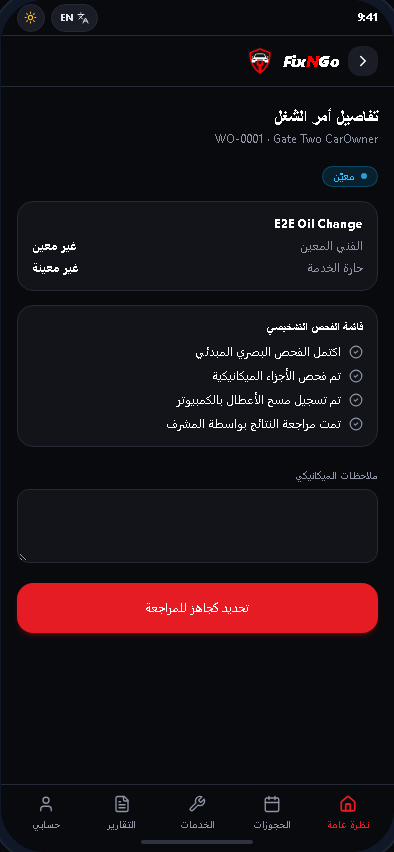 9:41
EN
FixNGo
تفاصيل أمر الشغل
WO-0001 · Gate Two CarOwner
معيّن
E2E Oil Change
الفني المعين غير معين
حارة الخدمة غير معينة
قائمة الفحص التشخيصي
اكتمل الفحص البصري المبدئي
تم فحص الأجزاء الميكانيكية
تم تسجيل مسح الأعطال بالكمبيوتر
تمت مراجعة النتائج بواسطة المشرف
ملاحظات الميكانيكي
تحديد كجاهز للمراجعة
نظرة عامة
الحجوزات
الخدمات
التقارير
حسابي